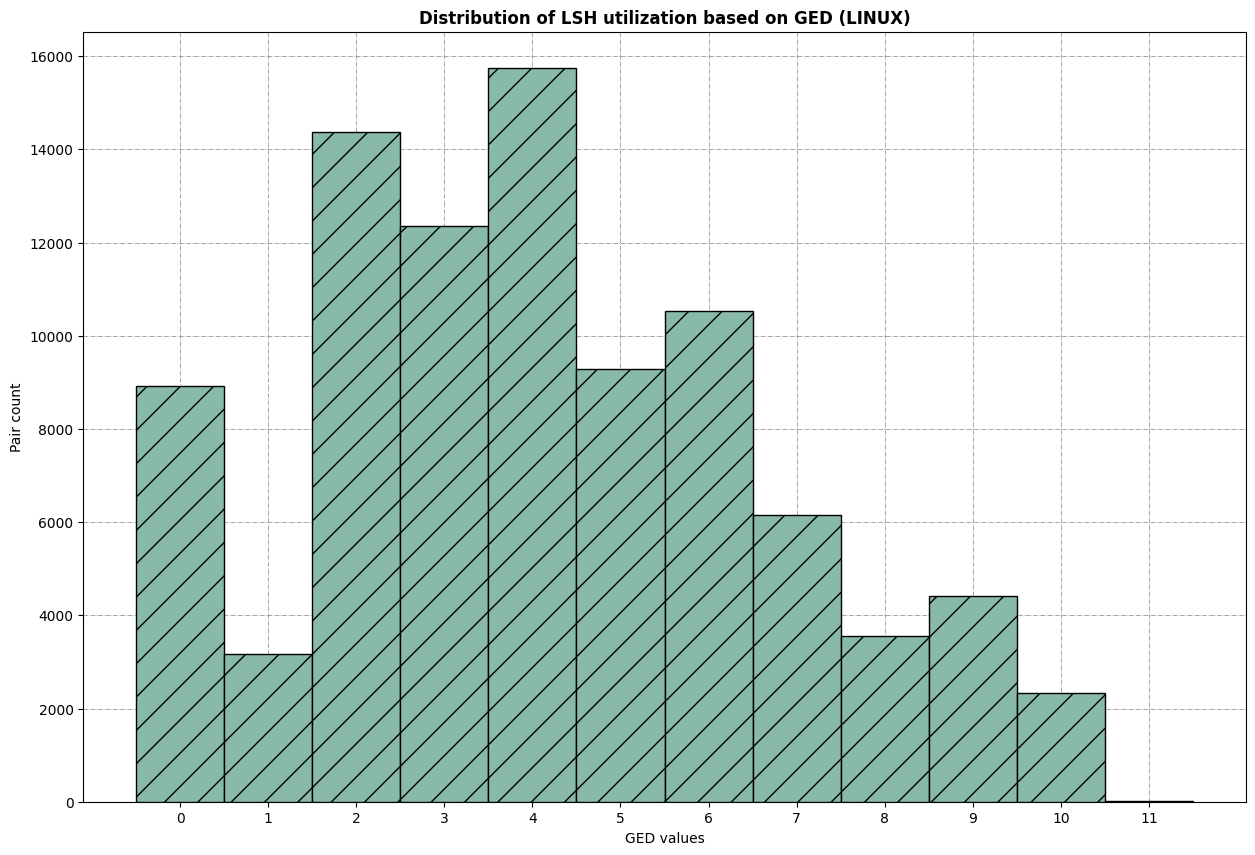 Distribution of LSH utilization based on GED (LINUX)
16000
14000
12000
10000
8000
6000
4000
2000
0
Pair count
0 1 2 3 4 5 6 7 8 9 10 11
GED values